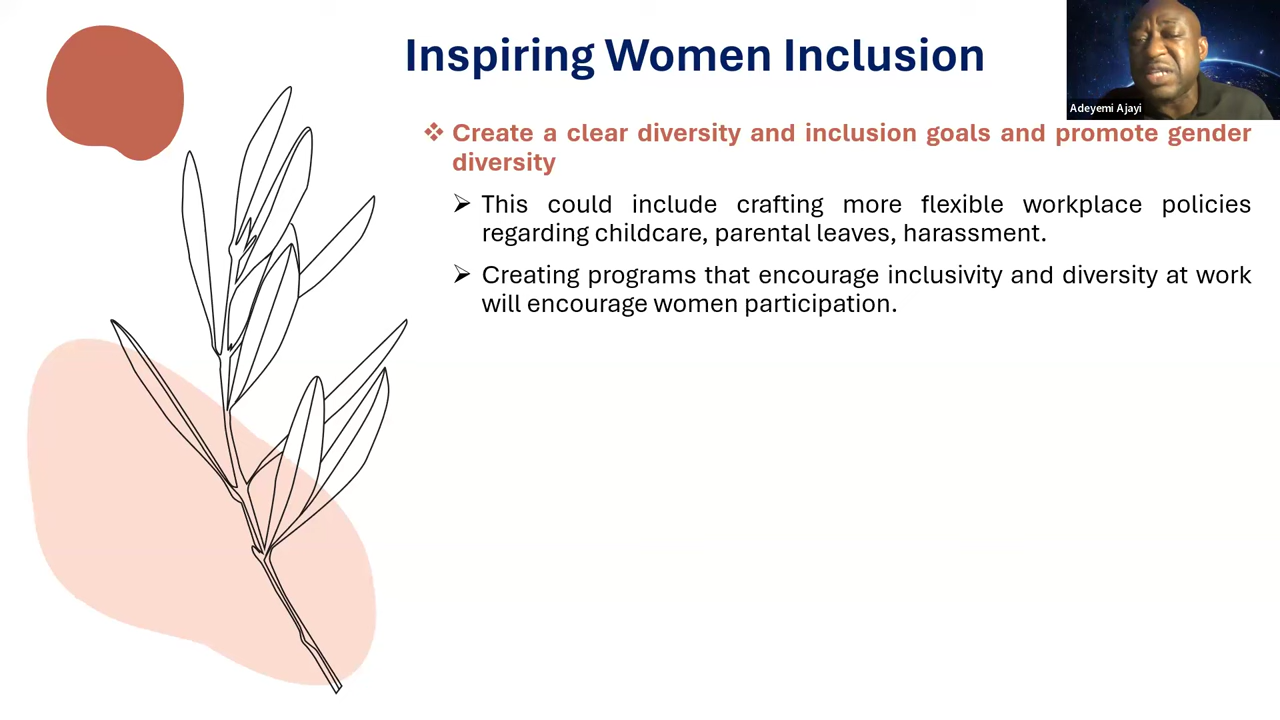 Inspiring Women Inclusion
Adeyemi Ajayi
❖ Create a clear diversity and inclusion goals and promote gender
diversity
➢ This could include crafting more flexible workplace policies
regarding childcare, parental leaves, harassment.
➢ Creating programs that encourage inclusivity and diversity at work
will encourage women participation.